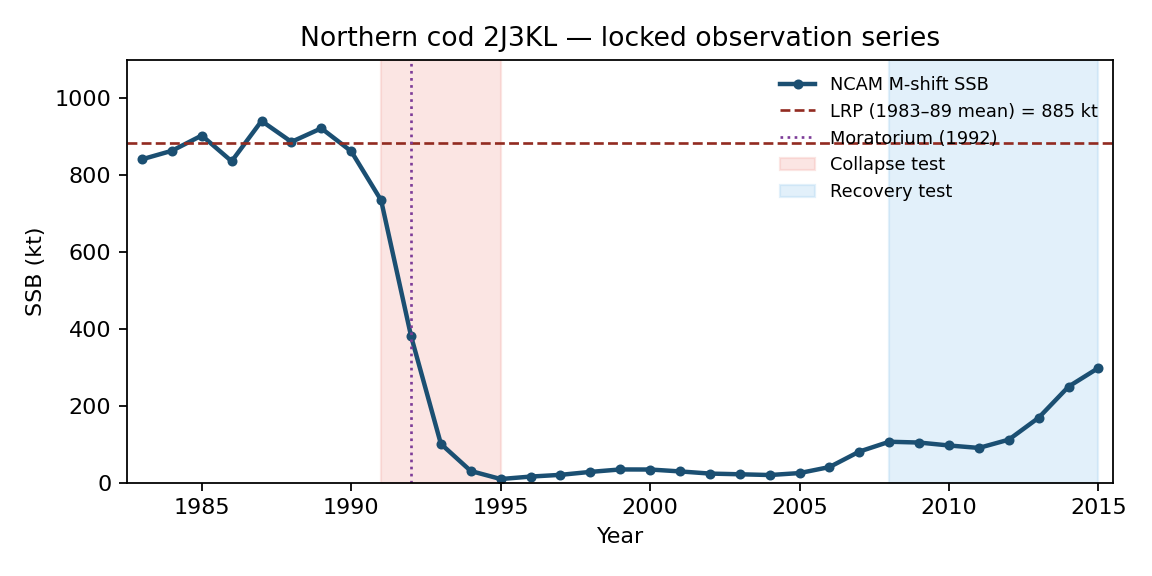 Northern cod 2J3KL — locked observation series
NCAM M-shift SSB
LRP (1983–89 mean) = 885 kt
Moratorium (1992)
Collapse test
Recovery test
SSB (kt)
1000
800
600
400
200
0
1985 1990 1995 2000 2005 2010 2015
Year